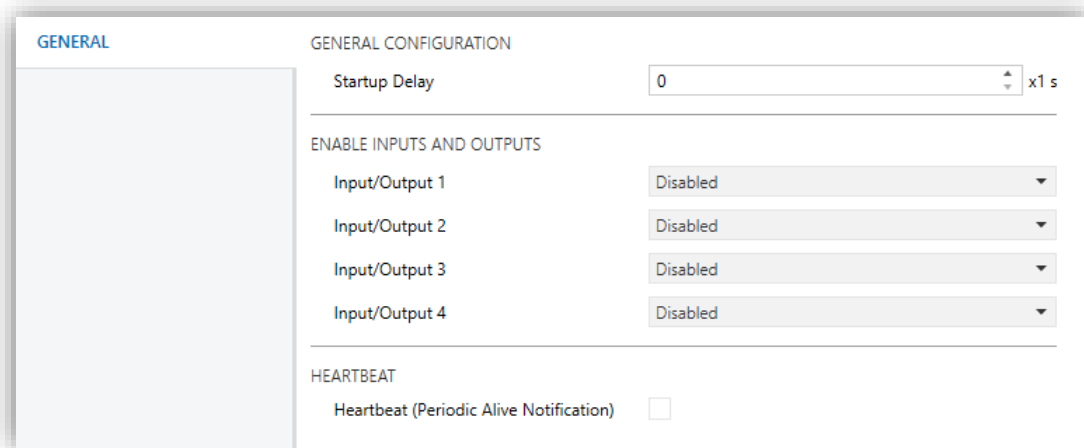 GENERAL
GENERAL CONFIGURATION
Startup Delay 0 x1 s
ENABLE INPUTS AND OUTPUTS
Input/Output 1 Disabled
Input/Output 2 Disabled
Input/Output 3 Disabled
Input/Output 4 Disabled
HEARTBEAT
Heartbeat (Periodic Alive Notification)